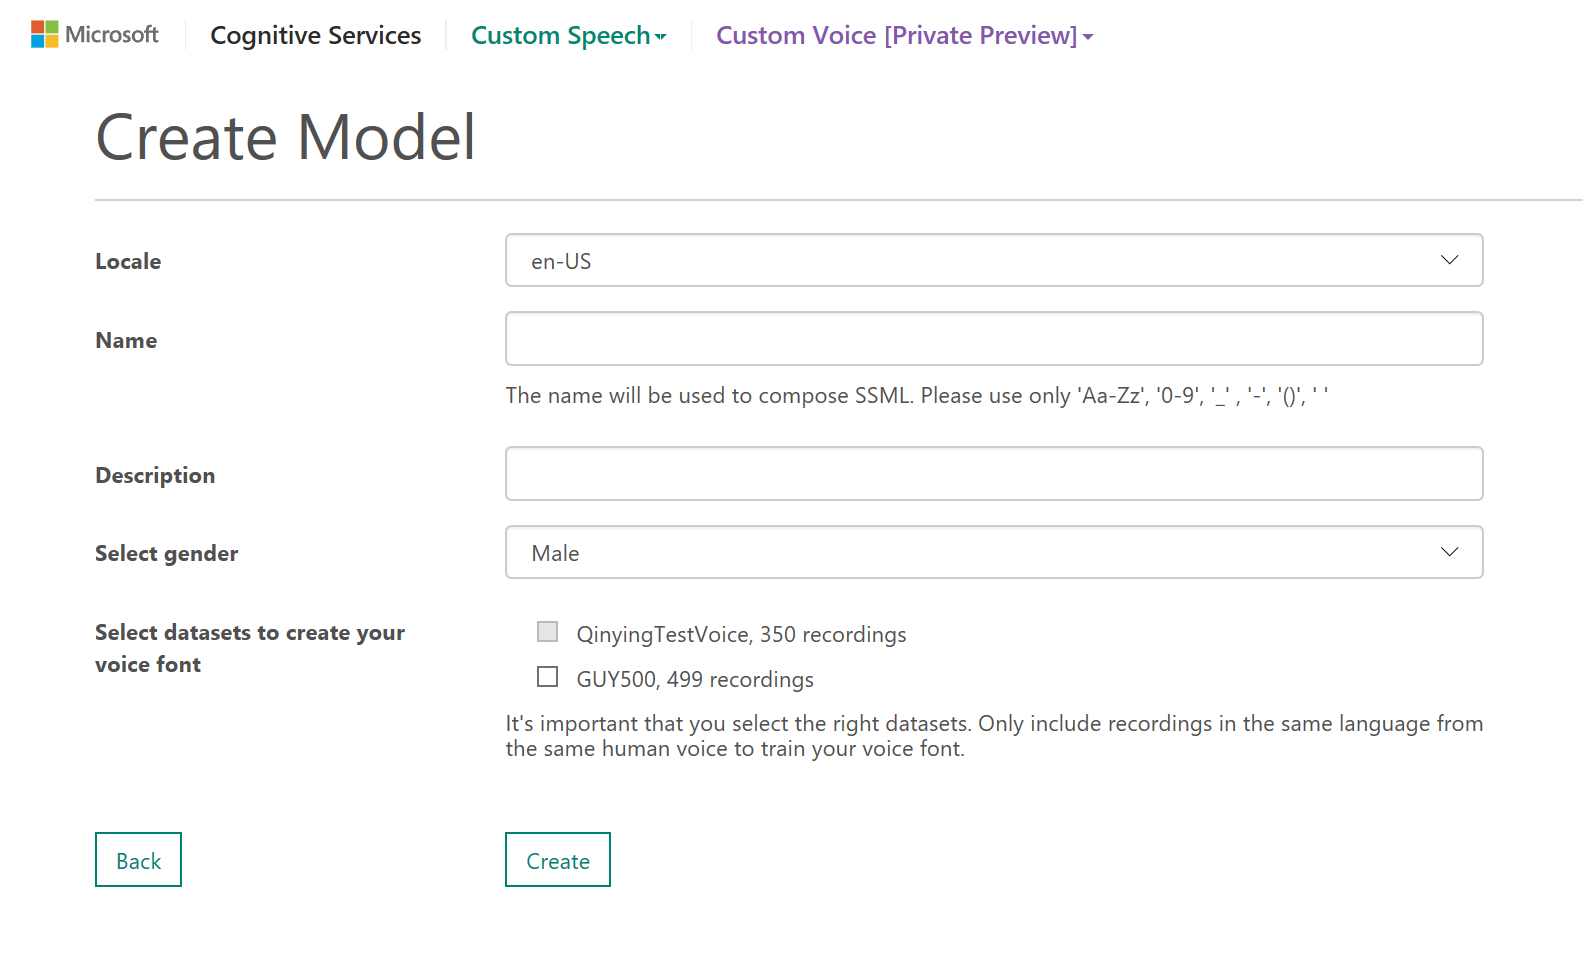 Microsoft
Cognitive Services
Custom Speech
Custom Voice [Private Preview]
Create Model
Locale
en-US
Name
The name will be used to compose SSML. Please use only 'Aa-Zz', '0-9', '_' , '-', '()', ' '
Description
Select gender
Male
Select datasets to create your
voice font
QinyingTestVoice, 350 recordings
GUY500, 499 recordings
It's important that you select the right datasets. Only include recordings in the same language from
the same human voice to train your voice font.
Back
Create